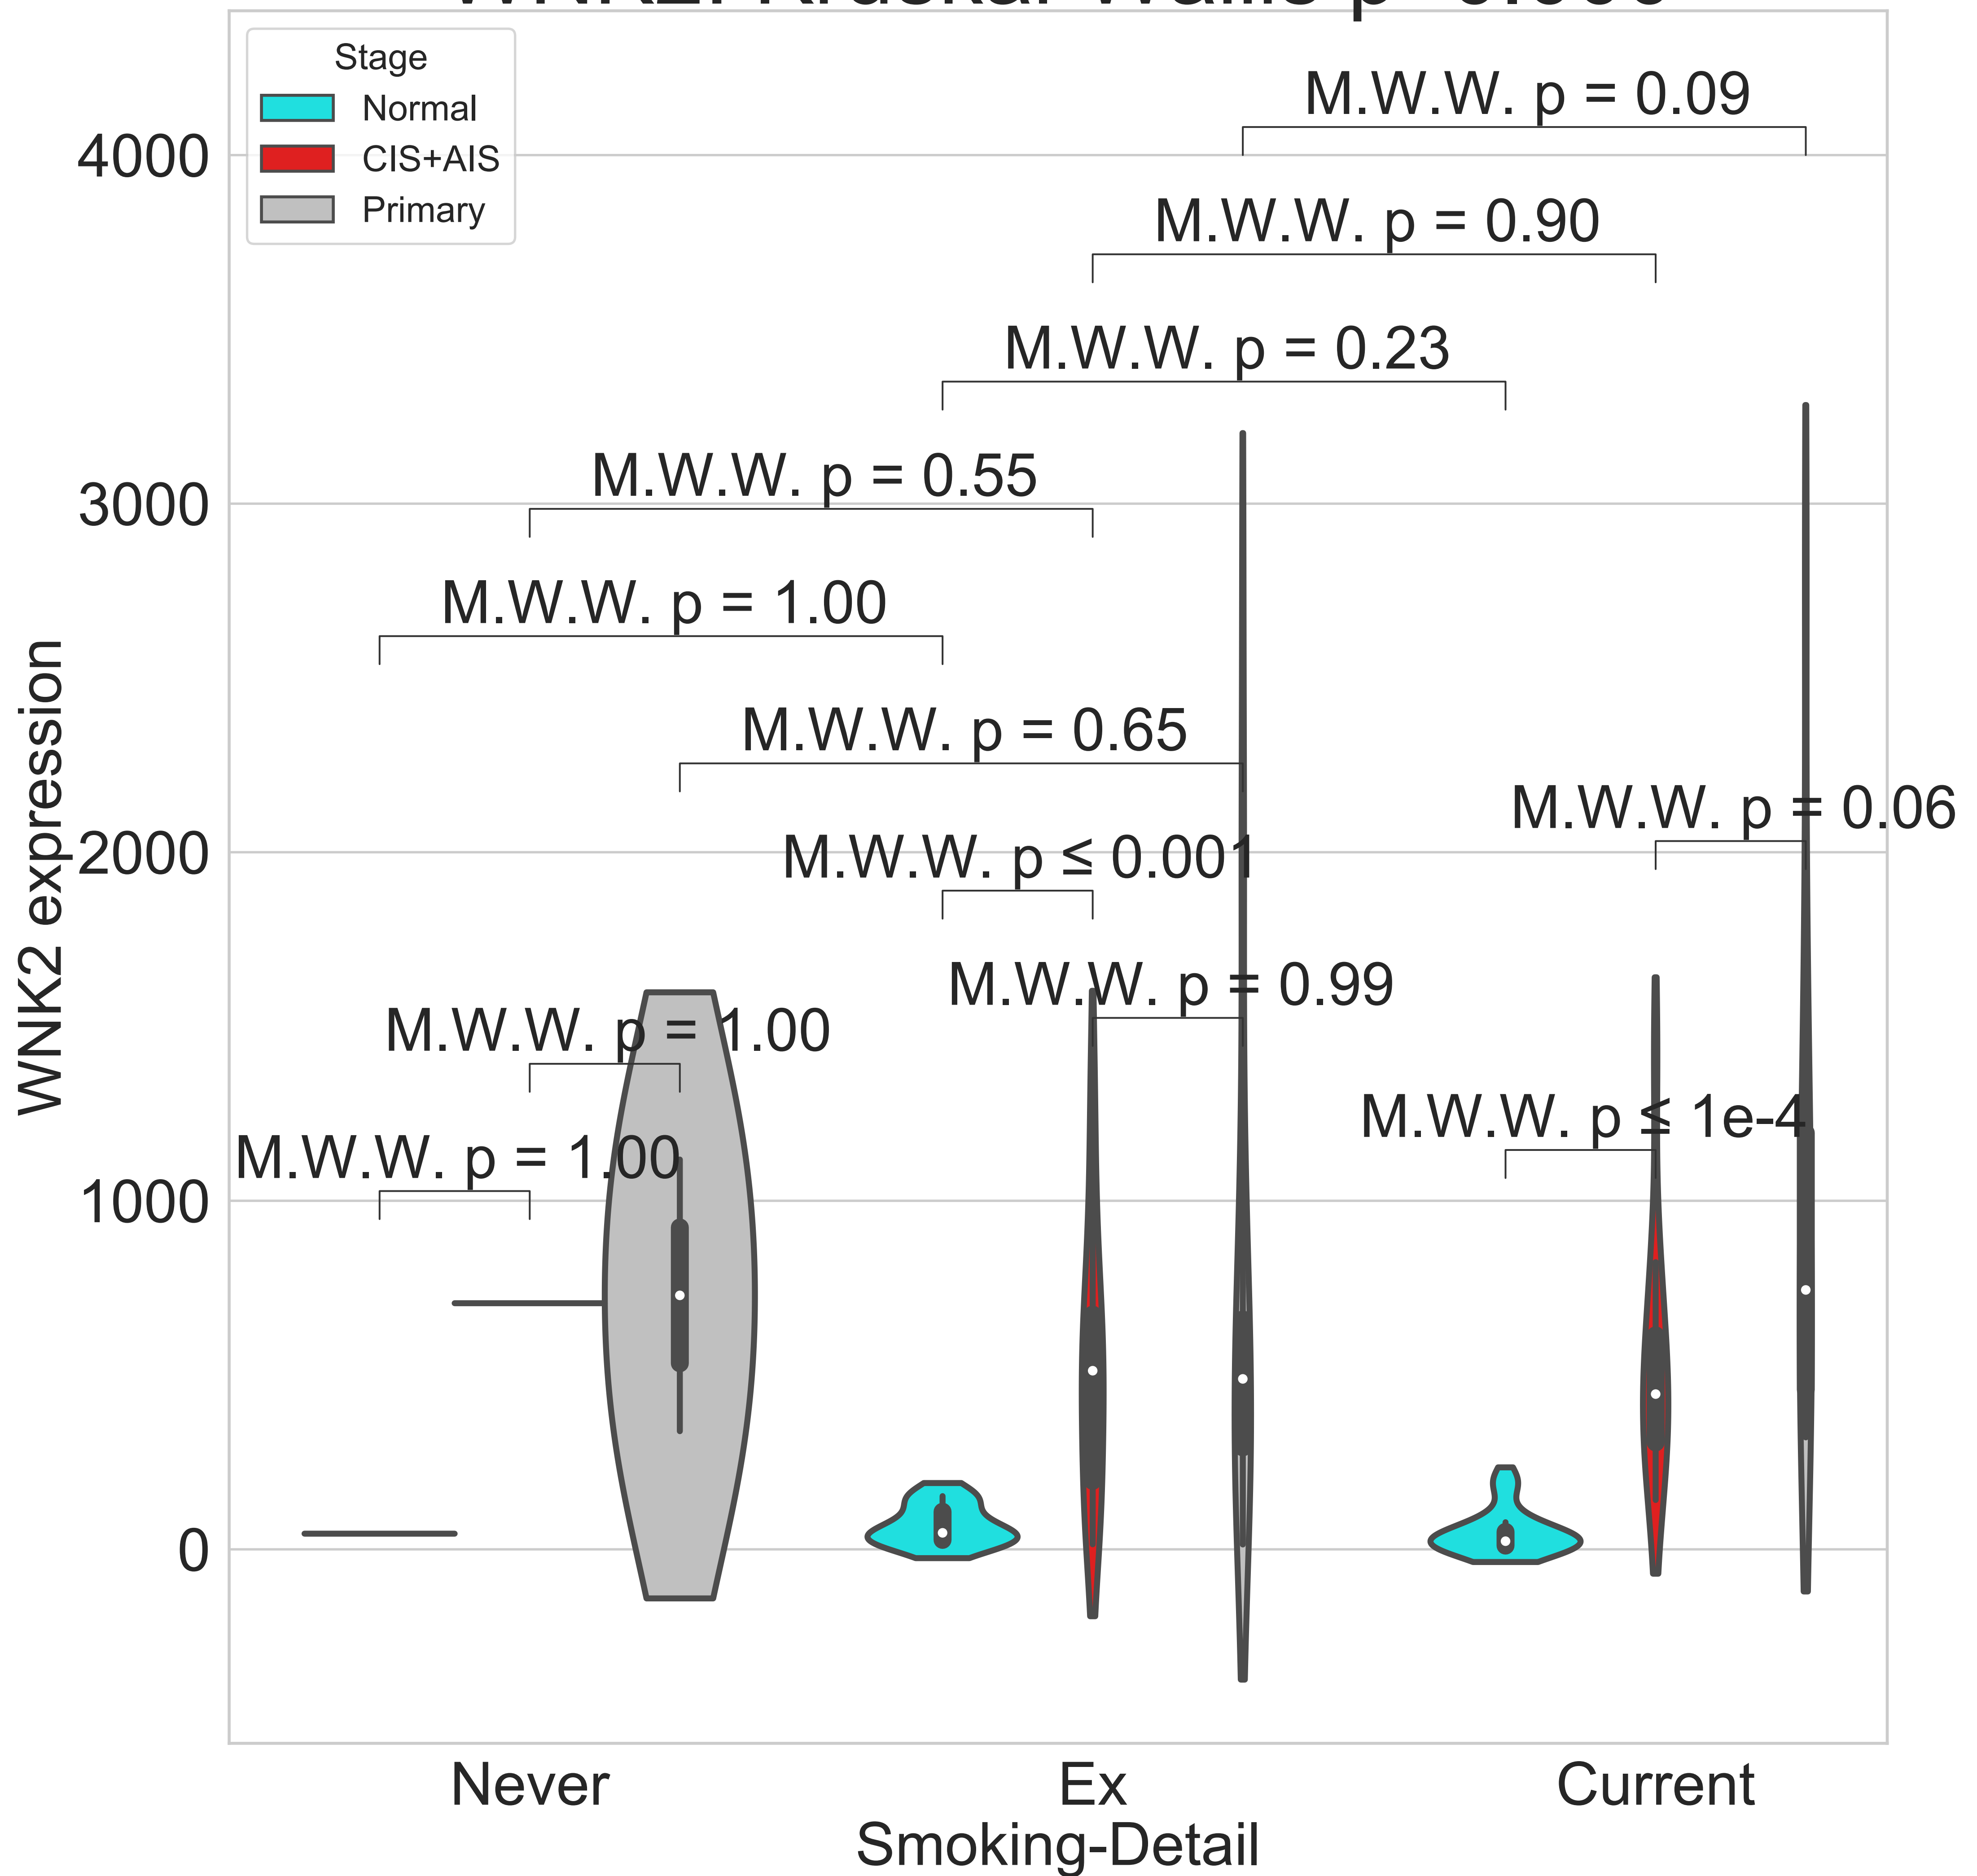 Stage
Normal
CIS+AIS
Primary
M.W.W. p = 0.09
M.W.W. p = 0.90
M.W.W. p = 0.23
M.W.W. p = 0.55
M.W.W. p = 1.00
M.W.W. p = 0.65
M.W.W. p = 0.06
M.W.W. p ≤ 0.001
M.W.W. p = 0.99
M.W.W. p = 1.00
M.W.W. p ≤ 1e-4
M.W.W. p = 1.00
4000
3000
2000
1000
0
WNK2 expression
Never
Ex
Current
Smoking-Detail